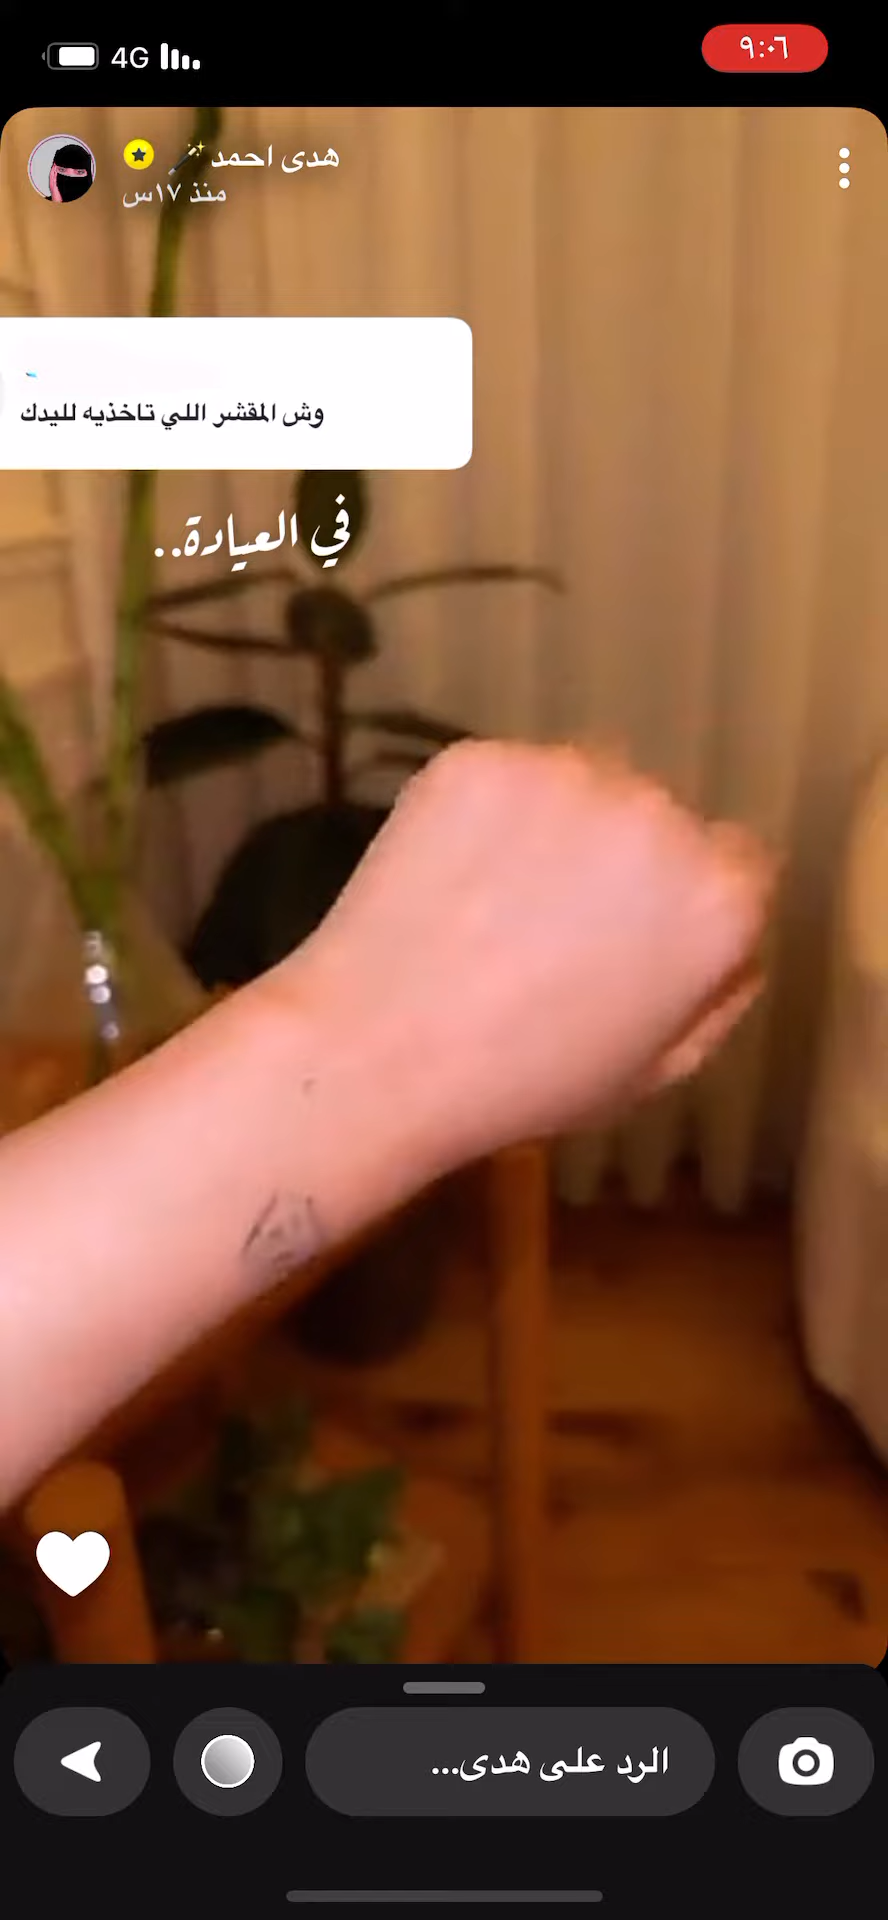 ٩:٠٦
4G
هدى احمد
منذ ١٧س
وش المقشر اللي تاخذيه لليدك
في العيادة..
الرد على هدى...